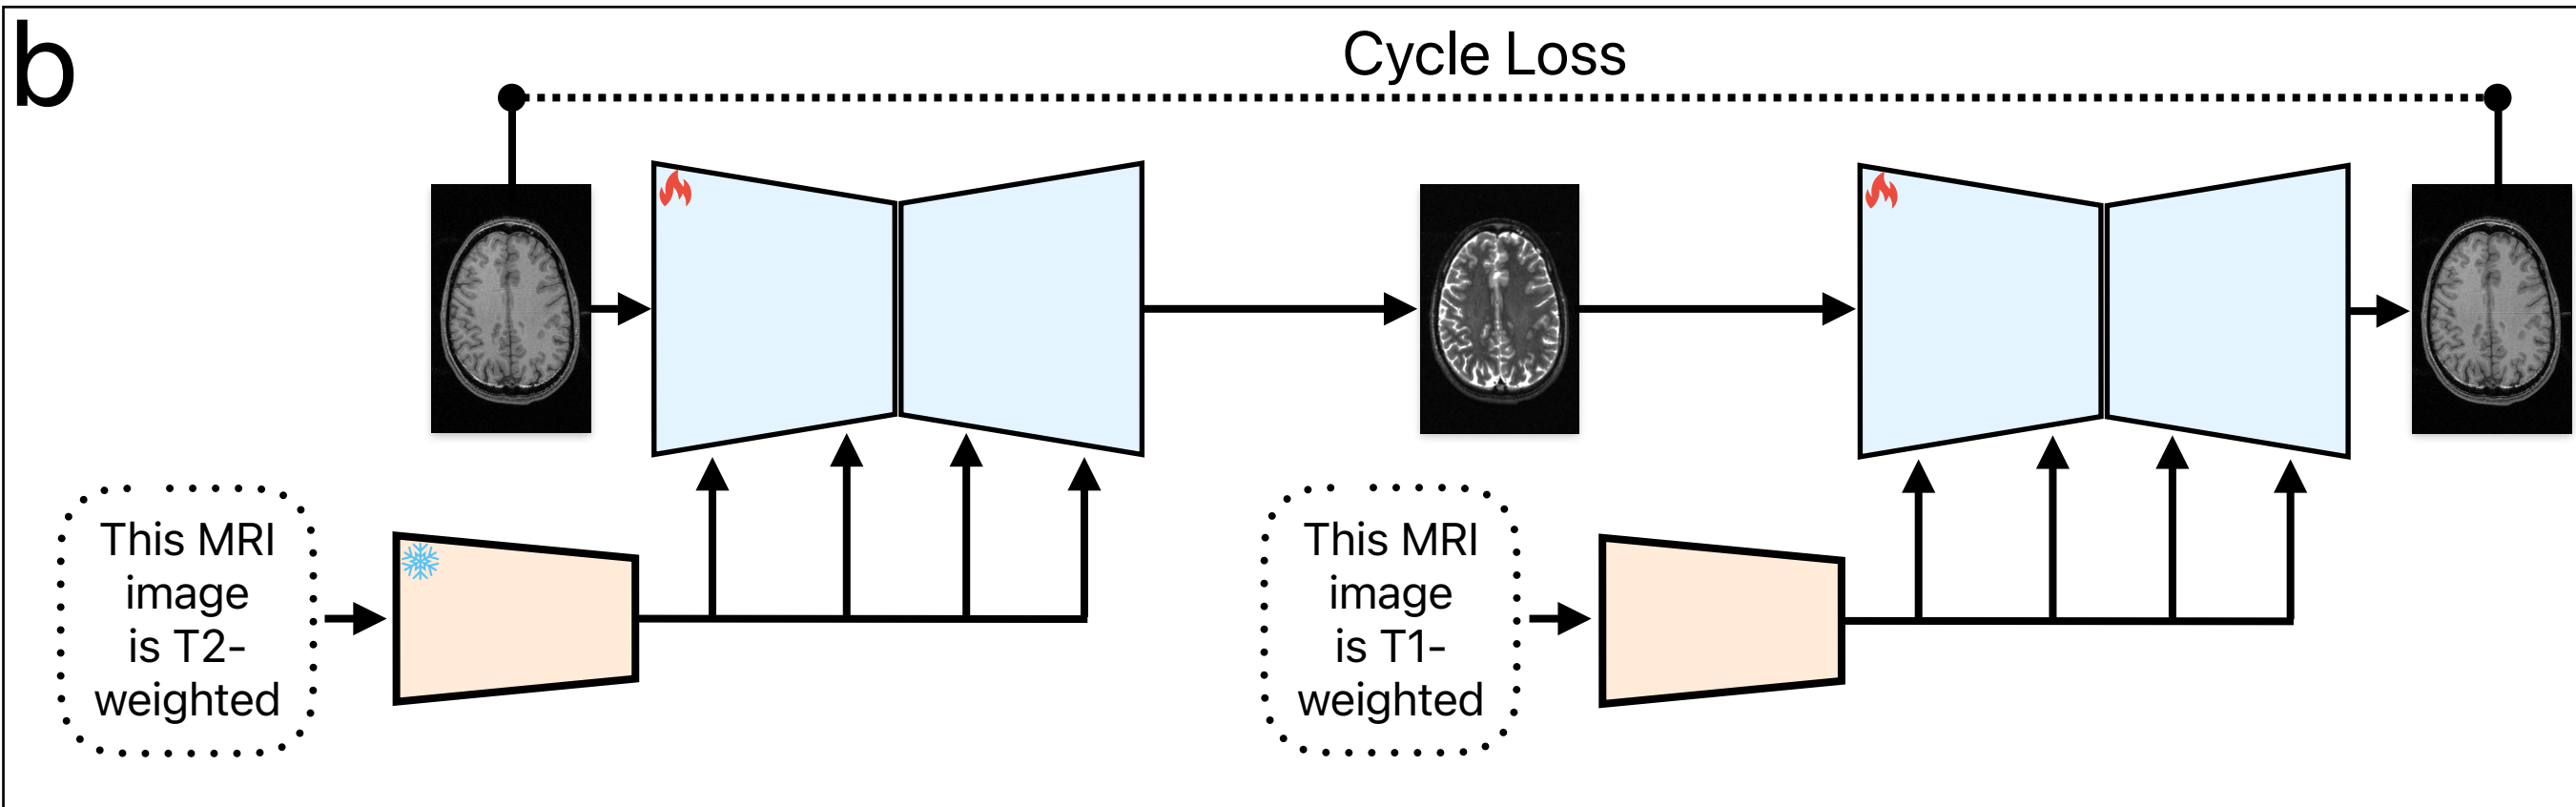 b
Cycle Loss
This MRI
image
is T2-
weighted
This MRI
image
is T1-
weighted